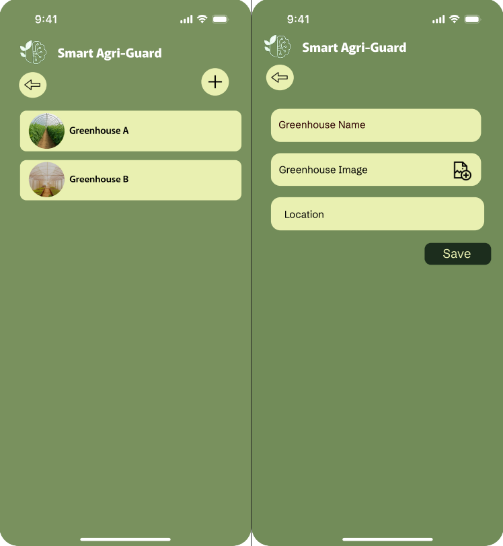 9:41
Smart Agri-Guard
Greenhouse A
Greenhouse B
9:41
Smart Agri-Guard
Greenhouse Name
Greenhouse Image
Location
Save